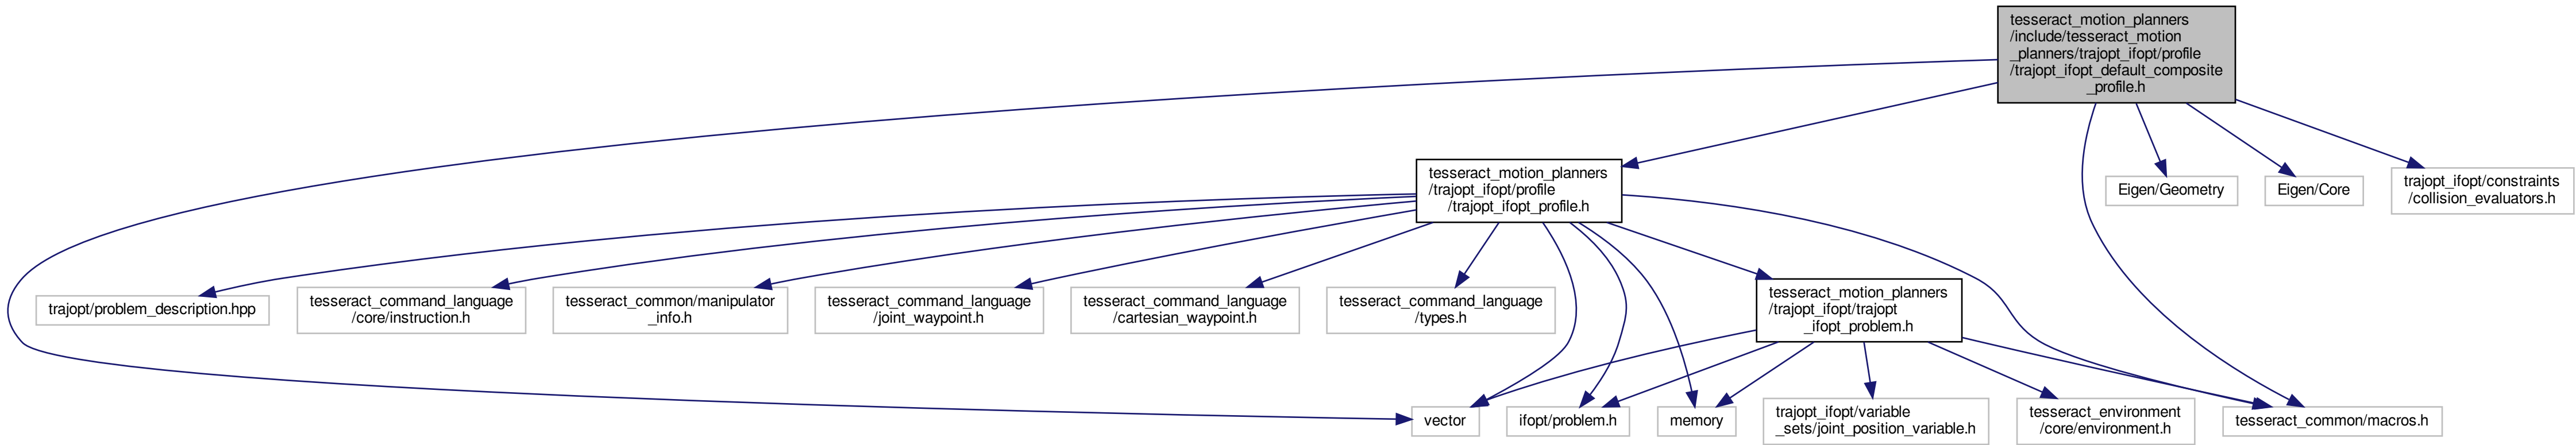 tesseract_motion_planners
/include/tesseract_motion
_planners/trajopt_ifopt/profile
/trajopt_ifopt_default_composite
_profile.h
tesseract_motion_planners
/trajopt_ifopt/profile
/trajopt_ifopt_profile.h
Eigen/Geometry
Eigen/Core
trajopt_ifopt/constraints
/collision_evaluators.h
trajopt/problem_description.hpp
tesseract_command_language
/core/instruction.h
tesseract_common/manipulator
_info.h
tesseract_command_language
/joint_waypoint.h
tesseract_command_language
/cartesian_waypoint.h
tesseract_command_language
/types.h
tesseract_motion_planners
/trajopt_ifopt/trajopt
_ifopt_problem.h
vector
ifopt/problem.h
memory
trajopt_ifopt/variable
_sets/joint_position_variable.h
tesseract_environment
/core/environment.h
tesseract_common/macros.h